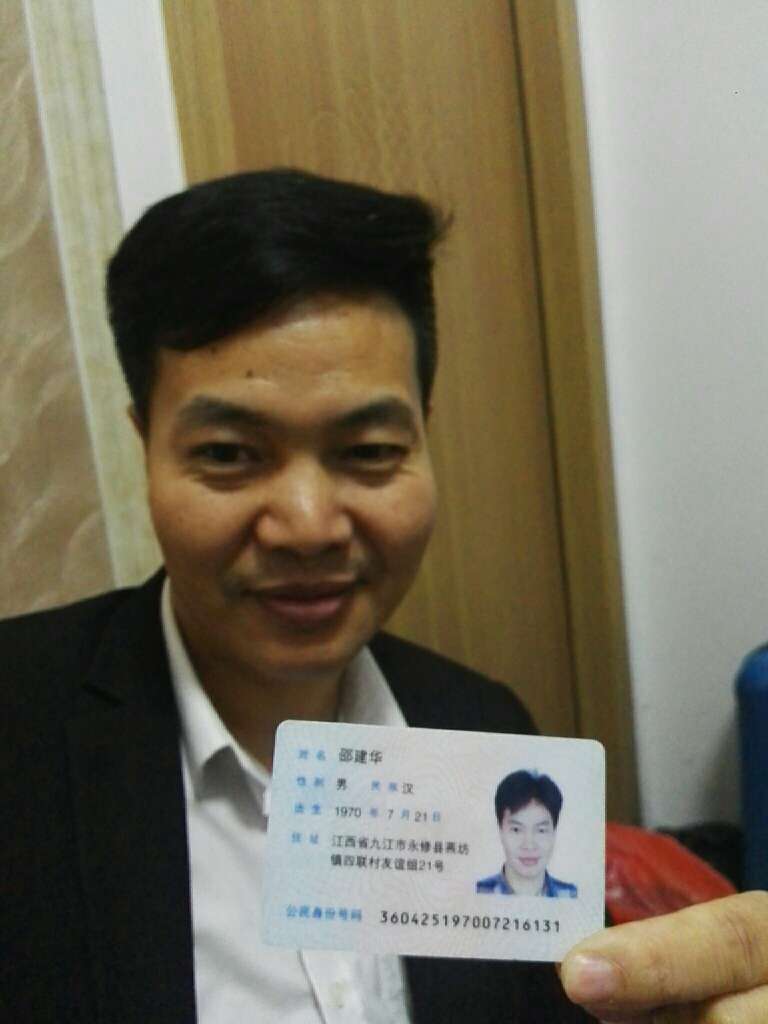 姓名 邵建华
性别 男 民族 汉
出生 1970 年 7 月 21 日
住址 江西省九江市永修县燕坊
镇四联村友谊组21号
公民身份号码 360425197007216131